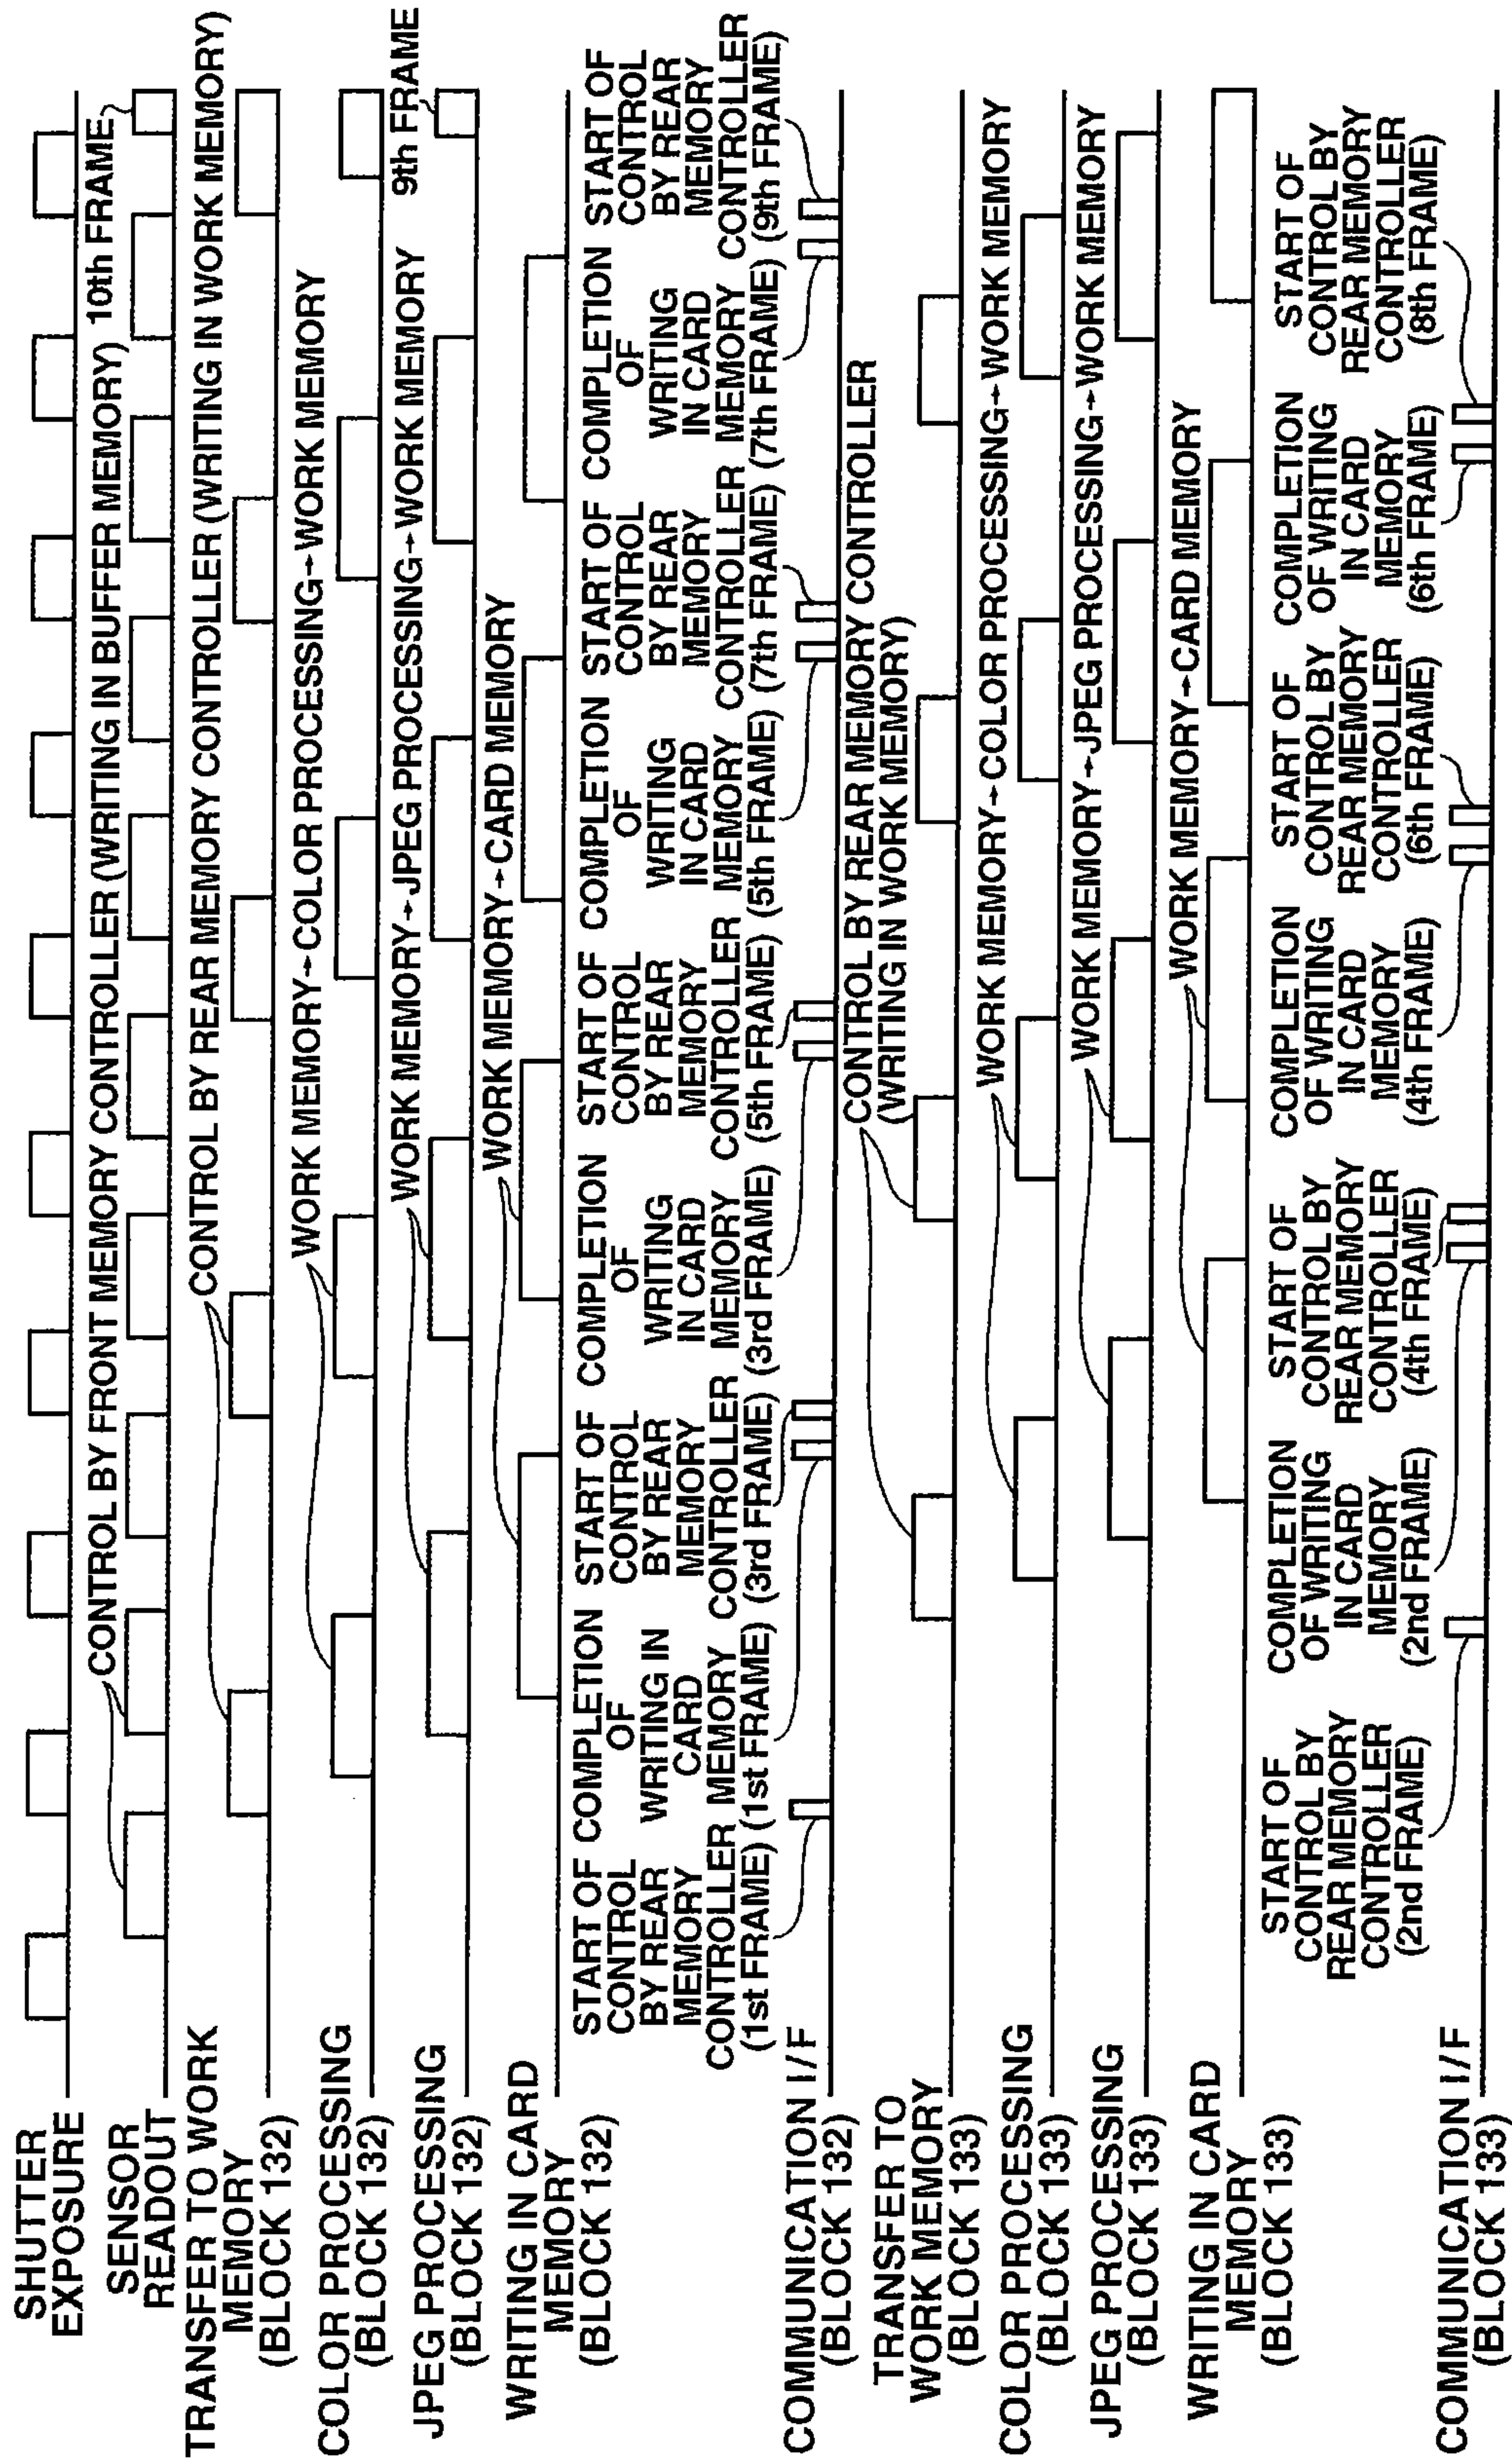 SHUTTER
EXPOSURE
SENSOR
READOUT
CONTROL BY FRONT MEMORY CONTROLLER (WRITING IN BUFFER MEMORY)
10th FRAME
TRANSFER TO WORK
MEMORY
(BLOCK 132)
CONTROL BY REAR MEMORY CONTROLLER (WRITING IN WORK MEMORY)
COLOR PROCESSING
(BLOCK 132)
WORK MEMORY→COLOR PROCESSING→WORK MEMORY
JPEG PROCESSING
(BLOCK 132)
WORK MEMORY→JPEG PROCESSING→WORK MEMORY
9th FRAME
WRITING IN CARD
MEMORY
(BLOCK 132)
WORK MEMORY→CARD MEMORY
START OF
CONTROL
BY REAR
MEMORY
CONTROLLER
(1st FRAME)
COMPLETION
OF
WRITING IN
CARD
MEMORY
(1st FRAME)
START OF
CONTROL
BY REAR
MEMORY
CONTROLLER
(3rd FRAME)
COMPLETION
OF
WRITING
IN CARD
MEMORY
(3rd FRAME)
START OF
CONTROL
BY REAR
MEMORY
CONTROLLER
(5th FRAME)
COMPLETION
OF
WRITING
IN CARD
MEMORY
(5th FRAME)
START OF
CONTROL
BY REAR
MEMORY
CONTROLLER
(7th FRAME)
COMPLETION
OF
WRITING
IN CARD
MEMORY
(7th FRAME)
START OF
CONTROL
BY REAR
MEMORY
CONTROLLER
(9th FRAME)
COMMUNICATION I/F
(BLOCK 132)
TRANSFER TO
WORK MEMORY
(BLOCK 133)
CONTROL BY REAR MEMORY CONTROLLER
(WRITING IN WORK MEMORY)
COLOR PROCESSING
(BLOCK 133)
WORK MEMORY→COLOR PROCESSING→WORK MEMORY
JPEG PROCESSING
(BLOCK 133)
WORK MEMORY→JPEG PROCESSING→WORK MEMORY
WRITING IN CARD
MEMORY
(BLOCK 133)
WORK MEMORY→CARD MEMORY
START OF
CONTROL BY
REAR MEMORY
CONTROLLER
(2nd FRAME)
COMPLETION
OF WRITING
IN CARD
MEMORY
(2nd FRAME)
START OF
CONTROL BY
REAR MEMORY
CONTROLLER
(4th FRAME)
COMPLETION
OF WRITING
IN CARD
MEMORY
(4th FRAME)
START OF
CONTROL BY
REAR MEMORY
CONTROLLER
(6th FRAME)
COMPLETION
OF WRITING
IN CARD
MEMORY
(6th FRAME)
START OF
CONTROL BY
REAR MEMORY
CONTROLLER
(8th FRAME)
COMMUNICATION I/F
(BLOCK 133)